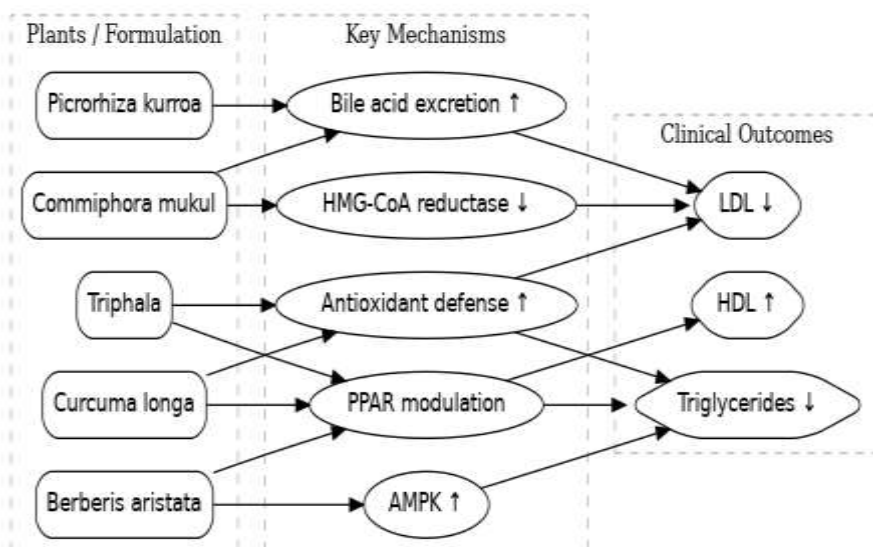 Plants / Formulation
Key Mechanisms
Clinical Outcomes
Picrorhiza kurroa
Commiphora mukul
Triphala
Curcuma longa
Berberis aristata
Bile acid excretion ↑
HMG-CoA reductase ↓
Antioxidant defense ↑
PPAR modulation
AMPK ↑
LDL ↓
HDL ↑
Triglycerides ↓